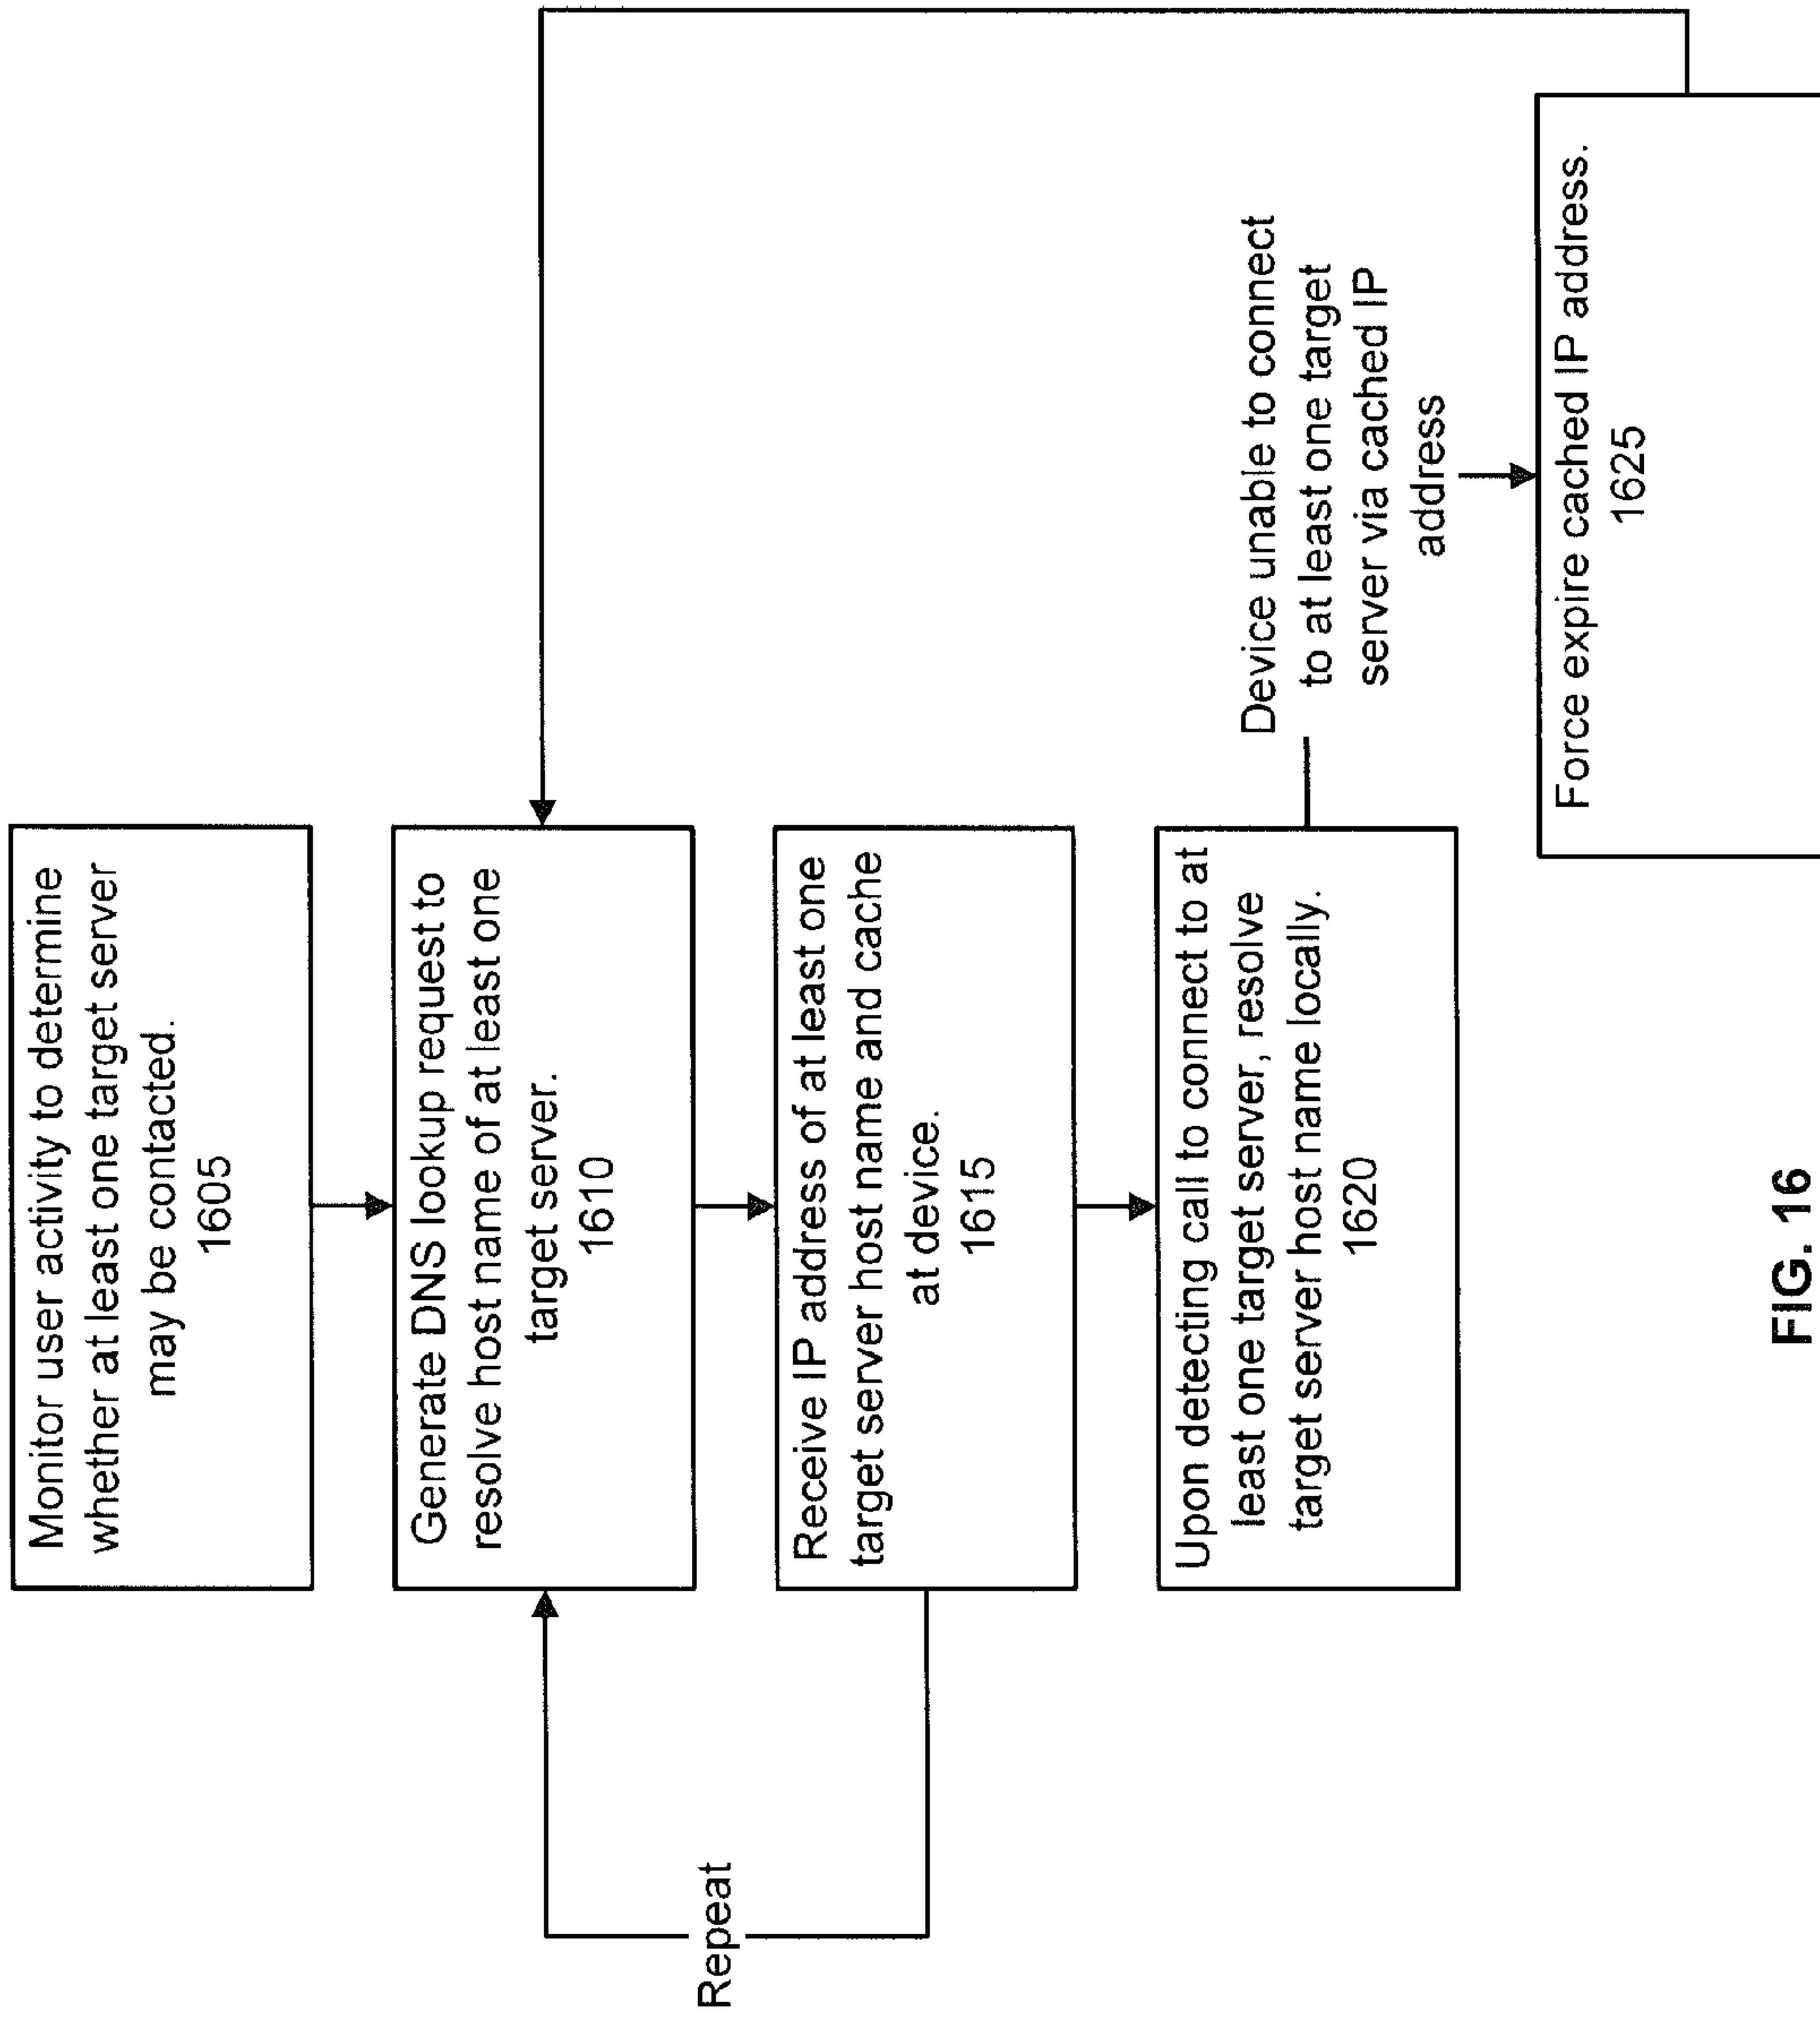 Monitor user activity to determine
whether at least one target server
may be contacted.
1605
Generate DNS lookup request to
resolve host name of at least one
target server.
1610
Receive IP address of at least one
target server host name and cache
at device.
1615
Repeat
Upon detecting call to connect to at
least one target server, resolve
target server host name locally.
1620
Device unable to connect
to at least one target
server via cached IP
address
Force expire cached IP address.
1625
FIG. 16